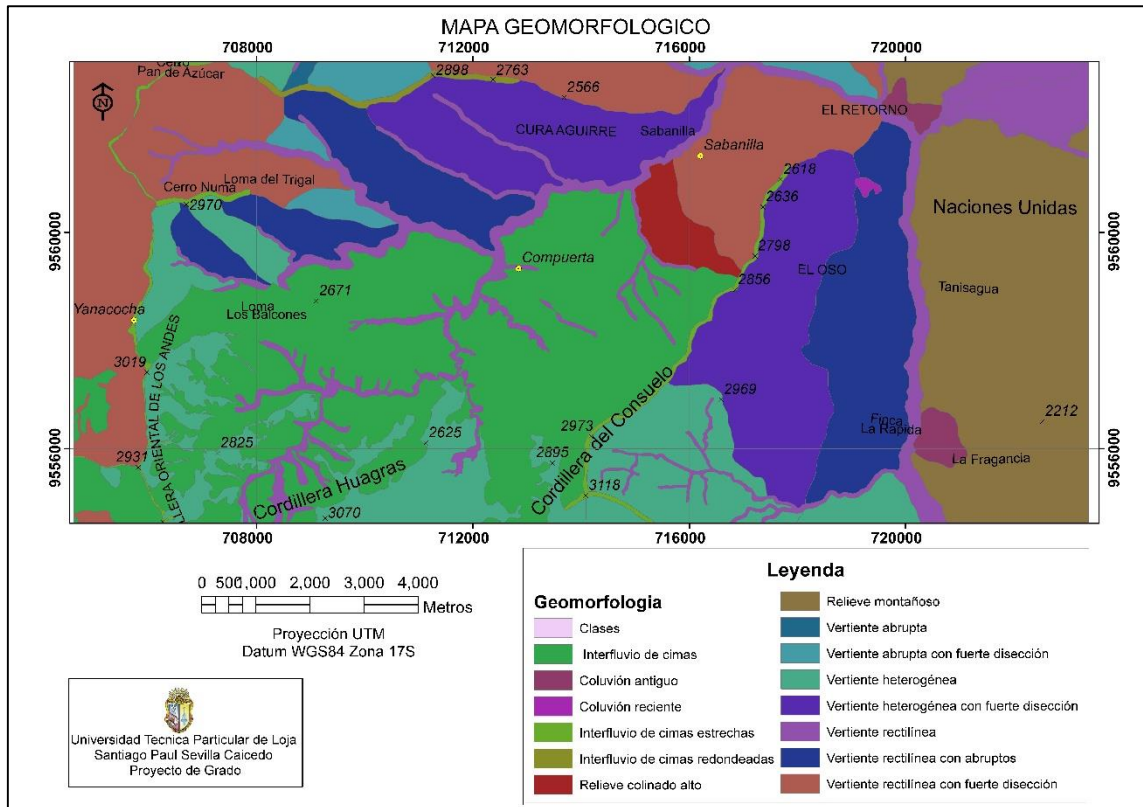 MAPA GEOMORFOLOGICO
708000 712000 716000 720000
Cerro
Pan de Azúcar
2898
2763
2566
CURA AGUIRRE
Sabanilla
Sabanilla
EL RETORNO
N
Loma del Trigal
Cerro Numa
2970
2618
2636
Naciones Unidas
9560000
9560000
Compuerta
2798
EL OSO
2856
Tanisagua
2671
Loma
Los Balcones
Yanacocha
3019
LLERA ORIENTAL DE LOS ANDES
2969
Finca
La Rapida
2212
2825
2625
2973
2895
Cordillera del Consuelo
2931
9556000
9556000
La Fragancia
Cordillera Huagras
3118
3070
708000 712000 716000 720000
0 500 1,000 2,000 3,000 4,000
Metros
Proyección UTM
Datum WGS84 Zona 17S
Universidad Tecnica Particular de Loja
Santiago Paul Sevilla Caicedo
Proyecto de Grado
Leyenda
Geomorfologia
Clases
Interfluvio de cimas
Coluvión antiguo
Coluvión reciente
Interfluvio de cimas estrechas
Interfluvio de cimas redondeadas
Relieve colinado alto
Relieve montañoso
Vertiente abrupta
Vertiente abrupta con fuerte disección
Vertiente heterogénea
Vertiente heterogénea con fuerte disección
Vertiente rectilínea
Vertiente rectilínea con abruptos
Vertiente rectilínea con fuerte disección